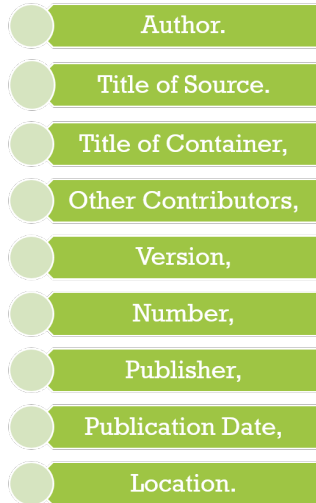 Author.
Title of Source.
Title of Container,
Other Contributors,
Version,
Number,
Publisher,
Publication Date,
Location.